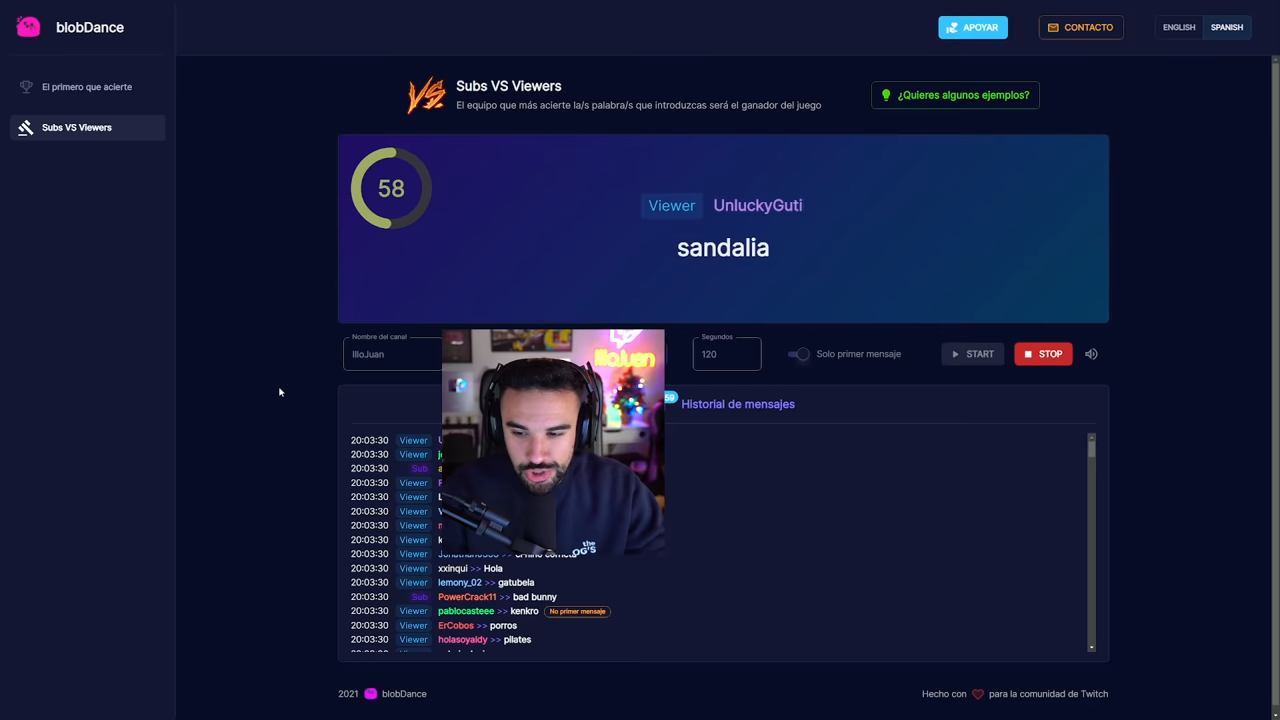 blobDance
APOYAR
CONTACTO
ENGLISH
SPANISH
El primero que acierte
Subs VS Viewers
VS
Subs VS Viewers
El equipo que más acierte la/s palabra/s que introduzcas será el ganador del juego
¿Quieres algunos ejemplos?
58
Viewer UnluckyGuti
sandalia
Nombre del canal
IlloJuan
Segundos
120
Solo primer mensaje
START
STOP
illoJuan
59 Historial de mensajes
20:03:30 Viewer
20:03:30 Viewer
20:03:30 Sub
20:03:30 Viewer
20:03:30 Viewer
20:03:30 Viewer
20:03:30 Viewer
20:03:30 Viewer
20:03:30 Viewer
20:03:30 Viewer xxinqui >> Hola
20:03:30 Viewer lemony_02 >> gatubela
20:03:30 Sub PowerCrack11 >> bad bunny
20:03:30 Viewer pablocasteee >> kenkro No primer mensaje
20:03:30 Viewer ErCobos >> porros
20:03:30 Viewer holasoyaldy >> pilates
the OG'S
2021 blobDance
Hecho con para la comunidad de Twitch